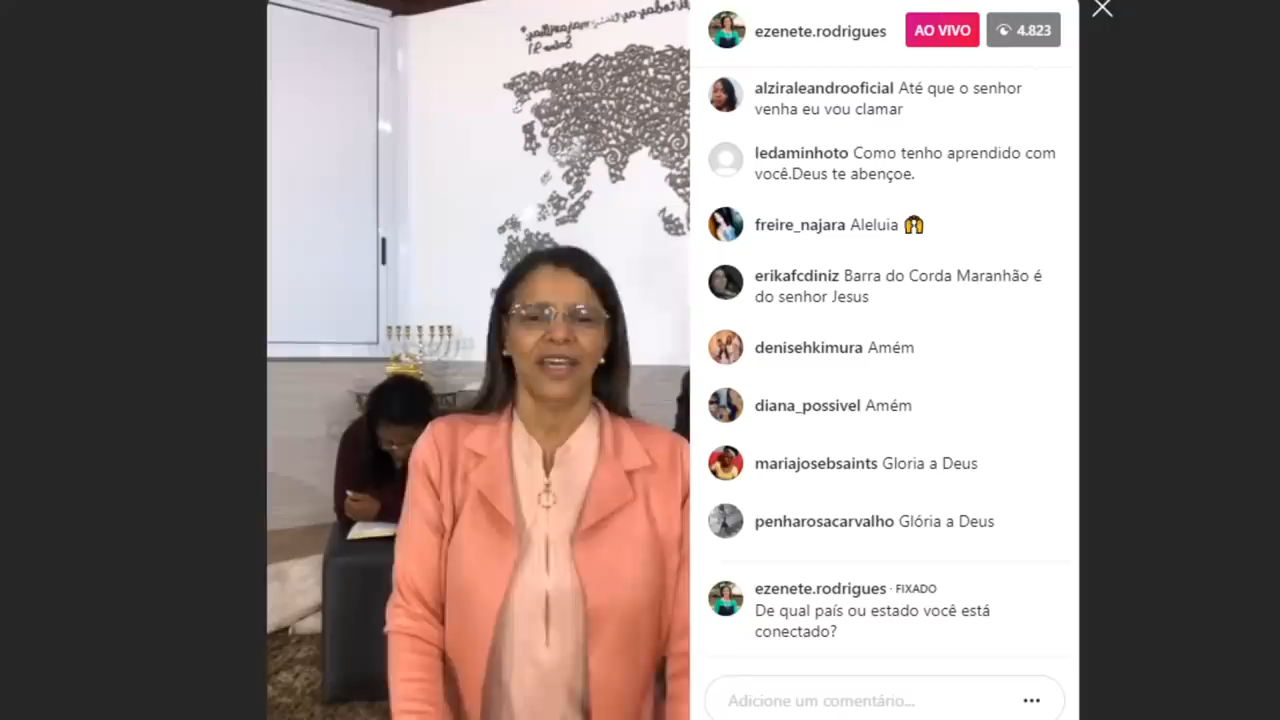 ezenete.rodrigues AO VIVO 4.823
alziraleandrooficial Até que o senhor
venha eu vou clamar
ledaminhoto Como tenho aprendido com
você.Deus te abençoe.
freire_najara Aleluia 🙌
erikafcdiniz Barra do Corda Maranhão é
do senhor Jesus
denisehkimura Amém
diana_possivel Amém
mariajosebsaints Gloria a Deus
penharosacarvalho Glória a Deus
ezenete.rodrigues · FIXADO
De qual país ou estado você está
conectado?
Adicione um comentário...